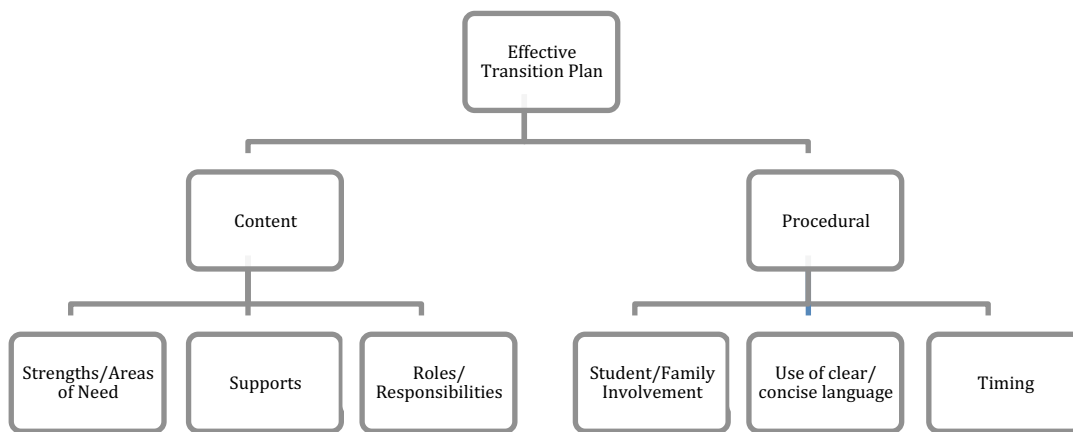 Effective
Transition Plan
Content
Procedural
Strengths/Areas
of Need
Supports
Roles/
Responsibilities
Student/Family
Involvement
Use of clear/
concise language
Timing